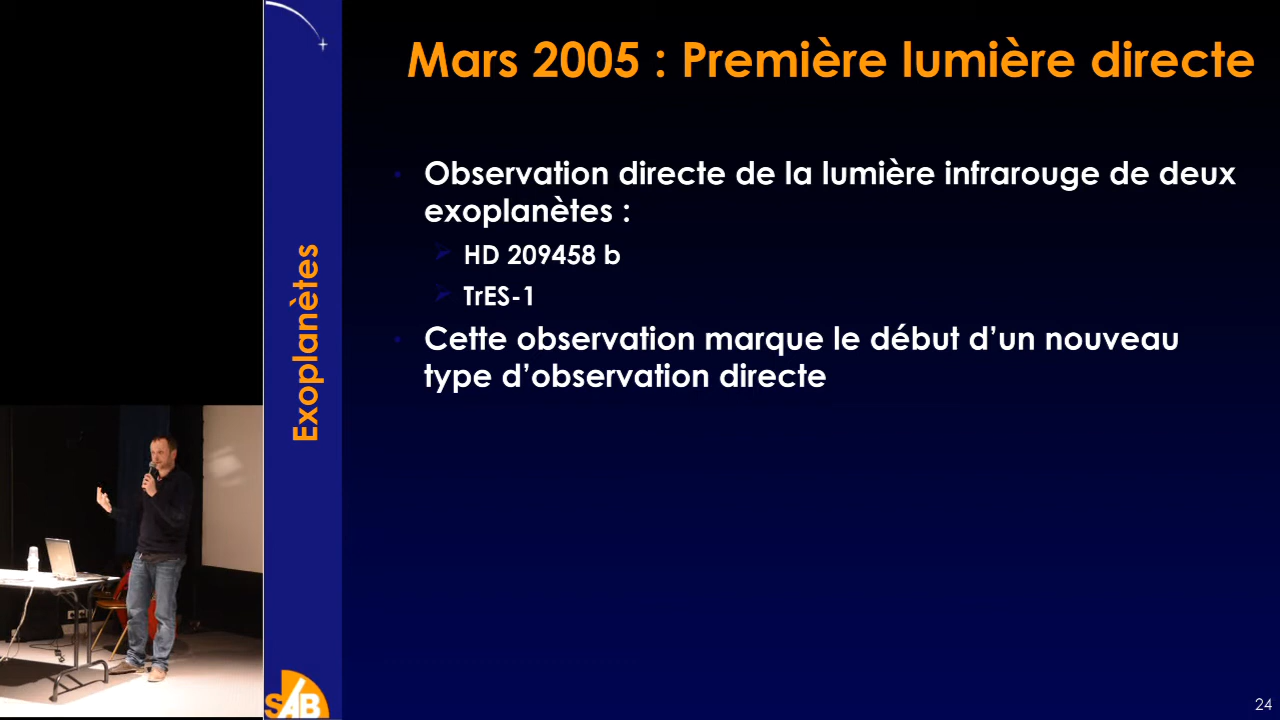 Mars 2005 : Première lumière directe
Observation directe de la lumière infrarouge de deux
exoplanètes :
HD 209458 b
TrES-1
Cette observation marque le début d’un nouveau
type d’observation directe
Exoplanètes
SAB
24